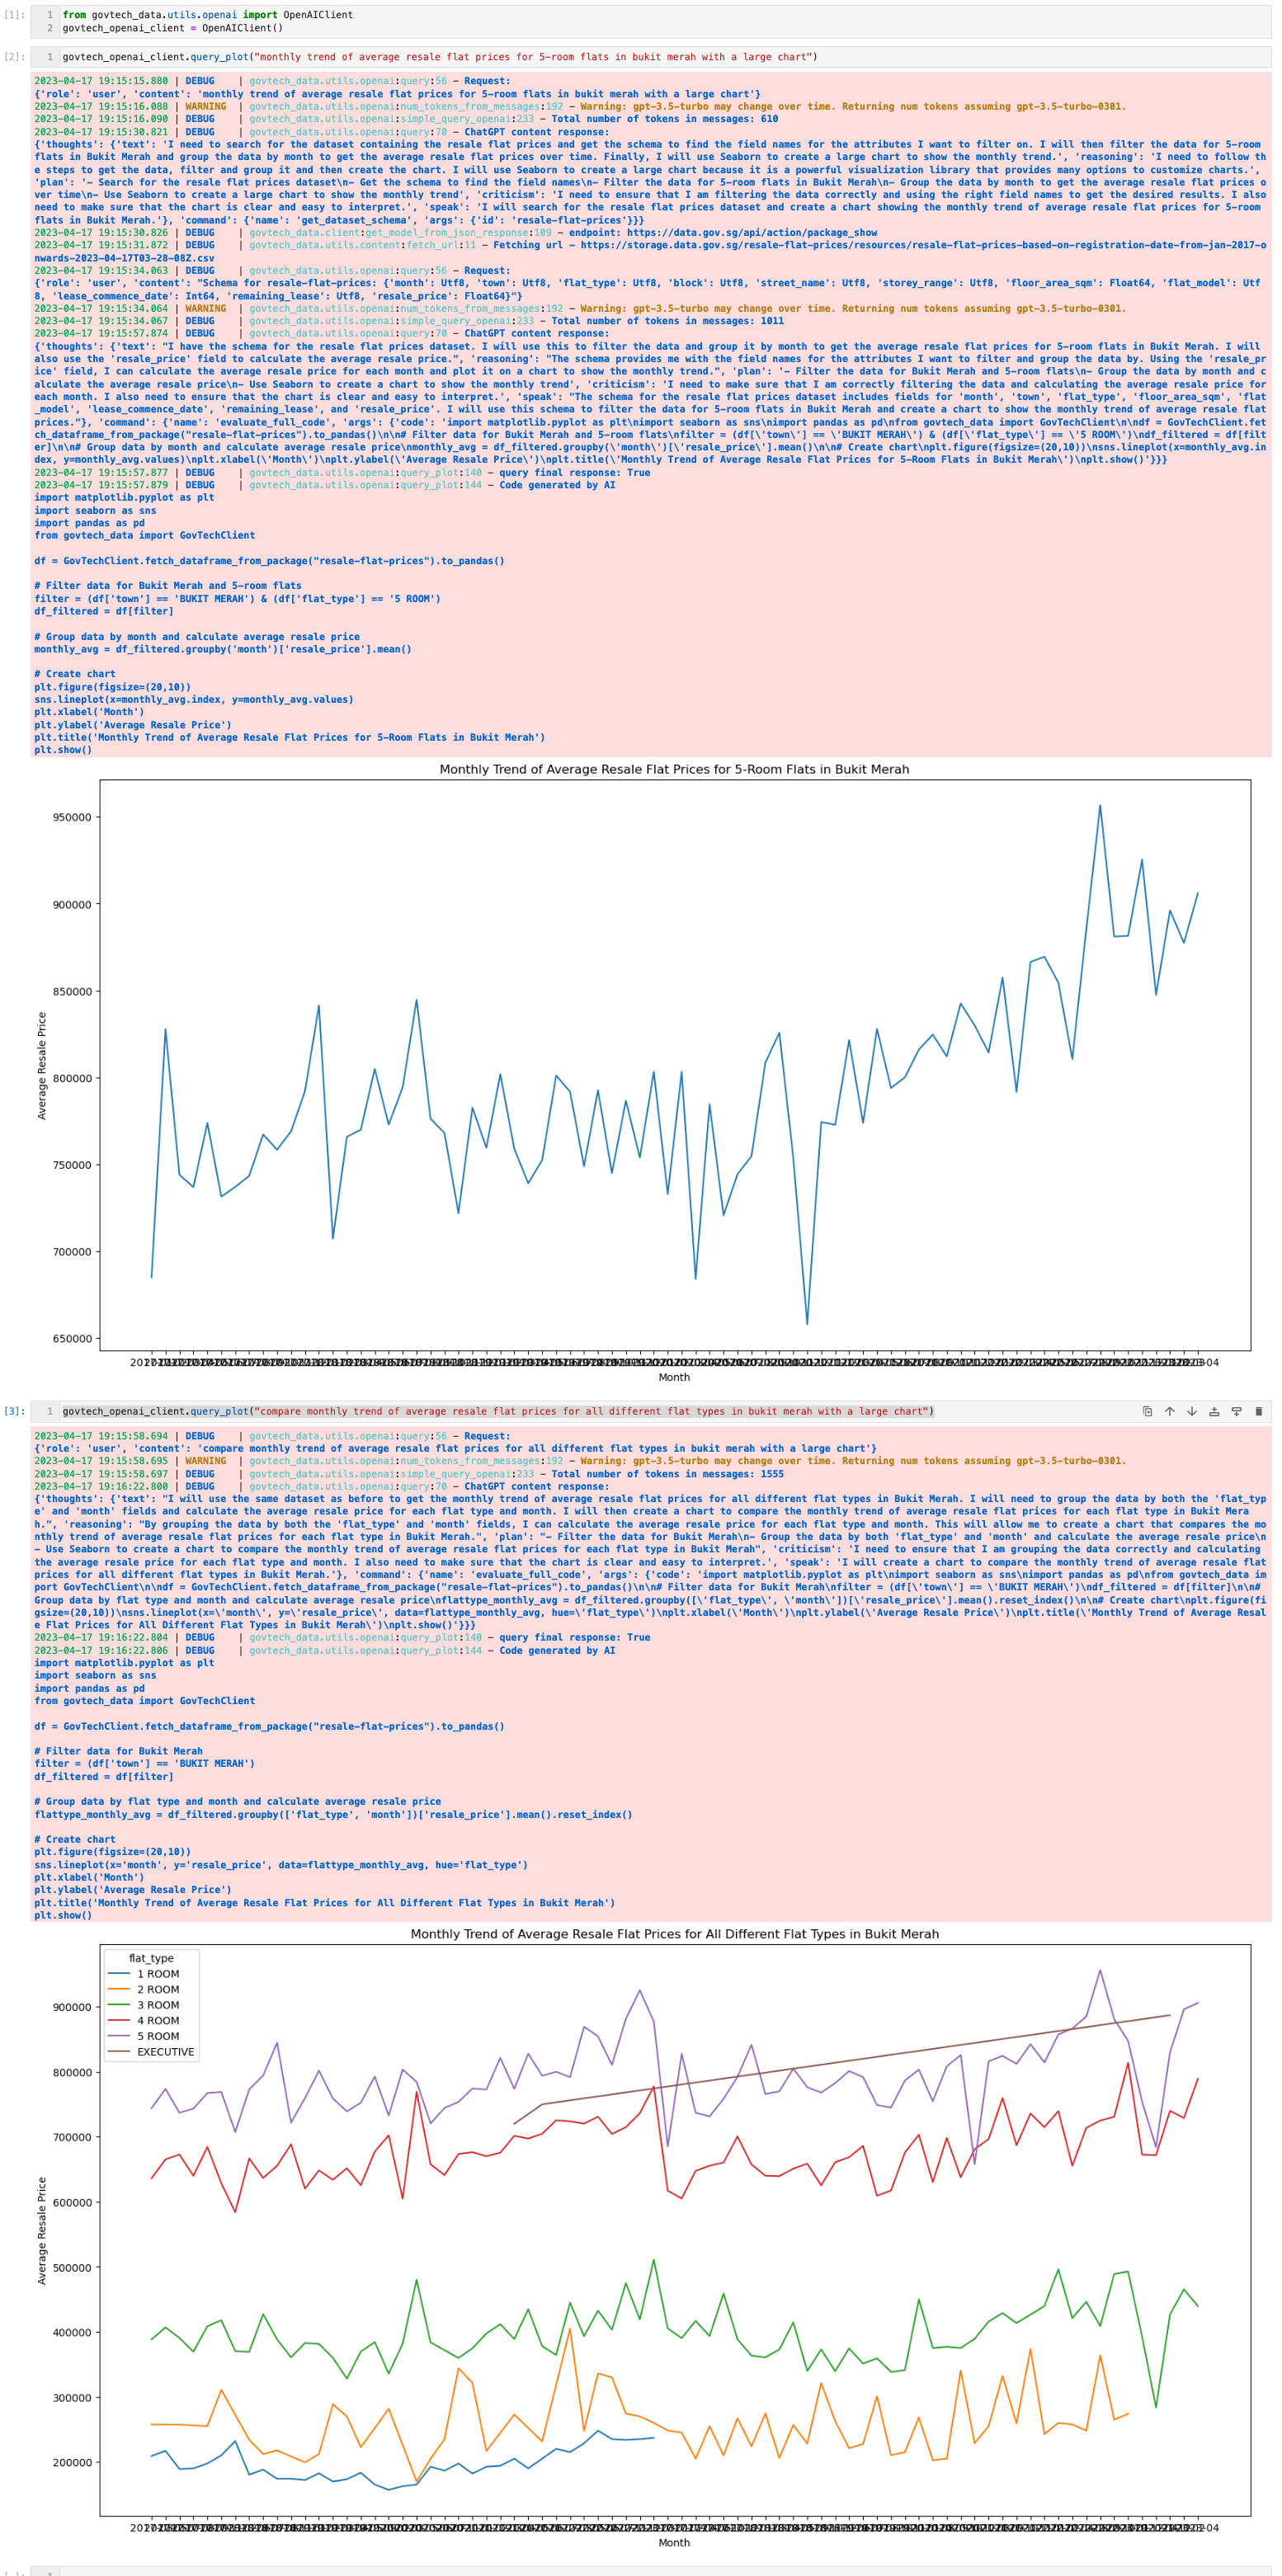 [1]:
1 from govtech_data.utils.openai import OpenAIClient
2 govtech_openai_client = OpenAIClient()
[2]:
1 govtech_openai_client.query_plot("monthly trend of average resale flat prices for 5-room flats in bukit merah with a large chart")
2023-04-17 19:15:15.880 | DEBUG    | govtech_data.utils.openai:query:56 - Request:
{'role': 'user', 'content': 'monthly trend of average resale flat prices for 5-room flats in bukit merah with a large chart'}
2023-04-17 19:15:16.088 | WARNING  | govtech_data.utils.openai:num_tokens_from_messages:192 - Warning: gpt-3.5-turbo may change over time. Returning num tokens assuming gpt-3.5-turbo-0301.
2023-04-17 19:15:16.090 | DEBUG    | govtech_data.utils.openai:simple_query_openai:233 - Total number of tokens in messages: 610
2023-04-17 19:15:30.821 | DEBUG    | govtech_data.utils.openai:query:70 - ChatGPT content response:
{'thoughts': {'text': 'I need to search for the dataset containing the resale flat prices and get the schema to find the field names for the attributes I want to filter on. I will then filter the data for 5-room
flats in Bukit Merah and group the data by month to get the average resale flat prices over time. Finally, I will use Seaborn to create a large chart to show the monthly trend.', 'reasoning': 'I need to follow th
e steps to get the data, filter and group it and then create the chart. I will use Seaborn to create a large chart because it is a powerful visualization library that provides many options to customize charts.',
'plan': '- Search for the resale flat prices dataset\n- Get the schema to find the field names\n- Filter the data for 5-room flats in Bukit Merah\n- Group the data by month to get the average resale flat prices o
ver time\n- Use Seaborn to create a large chart to show the monthly trend', 'criticism': 'I need to ensure that I am filtering the data correctly and using the right field names to get the desired results. I also
need to make sure that the chart is clear and easy to interpret.', 'speak': 'I will search for the resale flat prices dataset and create a chart showing the monthly trend of average resale flat prices for 5-room
flats in Bukit Merah.'}, 'command': {'name': 'get_dataset_schema', 'args': {'id': 'resale-flat-prices'}}}
2023-04-17 19:15:30.826 | DEBUG    | govtech_data.client:get_model_from_json_response:109 - endpoint: https://data.gov.sg/api/action/package_show
2023-04-17 19:15:31.872 | DEBUG    | govtech_data.utils.content:fetch_url:11 - Fetching url - https://storage.data.gov.sg/resale-flat-prices/resources/resale-flat-prices-based-on-registration-date-from-jan-2017-o
nwards-2023-04-17T03-28-08Z.csv
2023-04-17 19:15:34.063 | DEBUG    | govtech_data.utils.openai:query:56 - Request:
{'role': 'user', 'content': "Schema for resale-flat-prices: {'month': Utf8, 'town': Utf8, 'flat_type': Utf8, 'block': Utf8, 'street_name': Utf8, 'storey_range': Utf8, 'floor_area_sqm': Float64, 'flat_model': Utf
8, 'lease_commence_date': Int64, 'remaining_lease': Utf8, 'resale_price': Float64}"}
2023-04-17 19:15:34.064 | WARNING  | govtech_data.utils.openai:num_tokens_from_messages:192 - Warning: gpt-3.5-turbo may change over time. Returning num tokens assuming gpt-3.5-turbo-0301.
2023-04-17 19:15:34.067 | DEBUG    | govtech_data.utils.openai:simple_query_openai:233 - Total number of tokens in messages: 1011
2023-04-17 19:15:57.874 | DEBUG    | govtech_data.utils.openai:query:70 - ChatGPT content response:
{'thoughts': {'text': "I have the schema for the resale flat prices dataset. I will use this to filter the data and group it by month to get the average resale flat prices for 5-room flats in Bukit Merah. I will
also use the 'resale_price' field to calculate the average resale price.", 'reasoning': "The schema provides me with the field names for the attributes I want to filter and group the data by. Using the 'resale_pr
ice' field, I can calculate the average resale price for each month and plot it on a chart to show the monthly trend.", 'plan': '- Filter the data for Bukit Merah and 5-room flats\n- Group the data by month and c
alculate the average resale price\n- Use Seaborn to create a chart to show the monthly trend', 'criticism': 'I need to make sure that I am correctly filtering the data and calculating the average resale price for
each month. I also need to ensure that the chart is clear and easy to interpret.', 'speak': "The schema for the resale flat prices dataset includes fields for 'month', 'town', 'flat_type', 'floor_area_sqm', 'flat
_model', 'lease_commence_date', 'remaining_lease', and 'resale_price'. I will use this schema to filter the data for 5-room flats in Bukit Merah and create a chart to show the monthly trend of average resale flat
prices."}, 'command': {'name': 'evaluate_full_code', 'args': {'code': 'import matplotlib.pyplot as plt\nimport seaborn as sns\nimport pandas as pd\nfrom govtech_data import GovTechClient\n\ndf = GovTechClient.fet
ch_dataframe_from_package("resale-flat-prices").to_pandas()\n\n# Filter data for Bukit Merah and 5-room flats\nfilter = (df[\'town\'] == \'BUKIT MERAH\') & (df[\'flat_type\'] == \'5 ROOM\')\ndf_filtered = df[filt
er]\n\n# Group data by month and calculate average resale price\nmonthly_avg = df_filtered.groupby(\'month\')[\'resale_price\'].mean()\n\n# Create chart\nplt.figure(figsize=(20,10))\nsns.lineplot(x=monthly_avg.in
dex, y=monthly_avg.values)\nplt.xlabel(\'Month\')\nplt.ylabel(\'Average Resale Price\')\nplt.title(\'Monthly Trend of Average Resale Flat Prices for 5-Room Flats in Bukit Merah\')\nplt.show()'}}}
2023-04-17 19:15:57.877 | DEBUG    | govtech_data.utils.openai:query_plot:140 - query final response: True
2023-04-17 19:15:57.879 | DEBUG    | govtech_data.utils.openai:query_plot:144 - Code generated by AI
import matplotlib.pyplot as plt
import seaborn as sns
import pandas as pd
from govtech_data import GovTechClient
df = GovTechClient.fetch_dataframe_from_package("resale-flat-prices").to_pandas()
# Filter data for Bukit Merah and 5-room flats
filter = (df['town'] == 'BUKIT MERAH') & (df['flat_type'] == '5 ROOM')
df_filtered = df[filter]
# Group data by month and calculate average resale price
monthly_avg = df_filtered.groupby('month')['resale_price'].mean()
# Create chart
plt.figure(figsize=(20,10))
sns.lineplot(x=monthly_avg.index, y=monthly_avg.values)
plt.xlabel('Month')
plt.ylabel('Average Resale Price')
plt.title('Monthly Trend of Average Resale Flat Prices for 5-Room Flats in Bukit Merah')
plt.show()
Monthly Trend of Average Resale Flat Prices for 5-Room Flats in Bukit Merah
950000
900000
850000
800000
750000
700000
650000
Average Resale Price
Month
[3]:
1 govtech_openai_client.query_plot("compare monthly trend of average resale flat prices for all different flat types in bukit merah with a large chart")
2023-04-17 19:15:58.694 | DEBUG    | govtech_data.utils.openai:query:56 - Request:
{'role': 'user', 'content': 'compare monthly trend of average resale flat prices for all different flat types in bukit merah with a large chart'}
2023-04-17 19:15:58.695 | WARNING  | govtech_data.utils.openai:num_tokens_from_messages:192 - Warning: gpt-3.5-turbo may change over time. Returning num tokens assuming gpt-3.5-turbo-0301.
2023-04-17 19:15:58.697 | DEBUG    | govtech_data.utils.openai:simple_query_openai:233 - Total number of tokens in messages: 1555
2023-04-17 19:16:22.800 | DEBUG    | govtech_data.utils.openai:query:70 - ChatGPT content response:
{'thoughts': {'text': "I will use the same dataset as before to get the monthly trend of average resale flat prices for all different flat types in Bukit Merah. I will need to group the data by both the 'flat_typ
e' and 'month' fields and calculate the average resale price for each flat type and month. I will then create a chart to compare the monthly trend of average resale flat prices for each flat type in Bukit Mera
h.", 'reasoning': "By grouping the data by both the 'flat_type' and 'month' fields, I can calculate the average resale price for each flat type and month. This will allow me to create a chart that compares the mo
nthly trend of average resale flat prices for each flat type in Bukit Merah.", 'plan': "- Filter the data for Bukit Merah\n- Group the data by both 'flat_type' and 'month' and calculate the average resale price\n
- Use Seaborn to create a chart to compare the monthly trend of average resale flat prices for each flat type in Bukit Merah", 'criticism': 'I need to ensure that I am grouping the data correctly and calculating
the average resale price for each flat type and month. I also need to make sure that the chart is clear and easy to interpret.', 'speak': 'I will create a chart to compare the monthly trend of average resale flat
prices for all different flat types in Bukit Merah.'}, 'command': {'name': 'evaluate_full_code', 'args': {'code': 'import matplotlib.pyplot as plt\nimport seaborn as sns\nimport pandas as pd\nfrom govtech_data im
port GovTechClient\n\ndf = GovTechClient.fetch_dataframe_from_package("resale-flat-prices").to_pandas()\n\n# Filter data for Bukit Merah\nfilter = (df[\'town\'] == \'BUKIT MERAH\')\ndf_filtered = df[filter]\n\n#
Group data by flat type and month and calculate average resale price\nflattype_monthly_avg = df_filtered.groupby([\'flat_type\', \'month\'])[\'resale_price\'].mean().reset_index()\n\n# Create chart\nplt.figure(fi
gsize=(20,10))\nsns.lineplot(x=\'month\', y=\'resale_price\', data=flattype_monthly_avg, hue=\'flat_type\')\nplt.xlabel(\'Month\')\nplt.ylabel(\'Average Resale Price\')\nplt.title(\'Monthly Trend of Average Resal
e Flat Prices for All Different Flat Types in Bukit Merah\')\nplt.show()'}}}
2023-04-17 19:16:22.804 | DEBUG    | govtech_data.utils.openai:query_plot:140 - query final response: True
2023-04-17 19:16:22.806 | DEBUG    | govtech_data.utils.openai:query_plot:144 - Code generated by AI
import matplotlib.pyplot as plt
import seaborn as sns
import pandas as pd
from govtech_data import GovTechClient
df = GovTechClient.fetch_dataframe_from_package("resale-flat-prices").to_pandas()
# Filter data for Bukit Merah
filter = (df['town'] == 'BUKIT MERAH')
df_filtered = df[filter]
# Group data by flat type and month and calculate average resale price
flattype_monthly_avg = df_filtered.groupby(['flat_type', 'month'])['resale_price'].mean().reset_index()
# Create chart
plt.figure(figsize=(20,10))
sns.lineplot(x='month', y='resale_price', data=flattype_monthly_avg, hue='flat_type')
plt.xlabel('Month')
plt.ylabel('Average Resale Price')
plt.title('Monthly Trend of Average Resale Flat Prices for All Different Flat Types in Bukit Merah')
plt.show()
Monthly Trend of Average Resale Flat Prices for All Different Flat Types in Bukit Merah
flat_type
1 ROOM
2 ROOM
3 ROOM
4 ROOM
5 ROOM
EXECUTIVE
900000
800000
700000
600000
500000
400000
300000
200000
Average Resale Price
Month